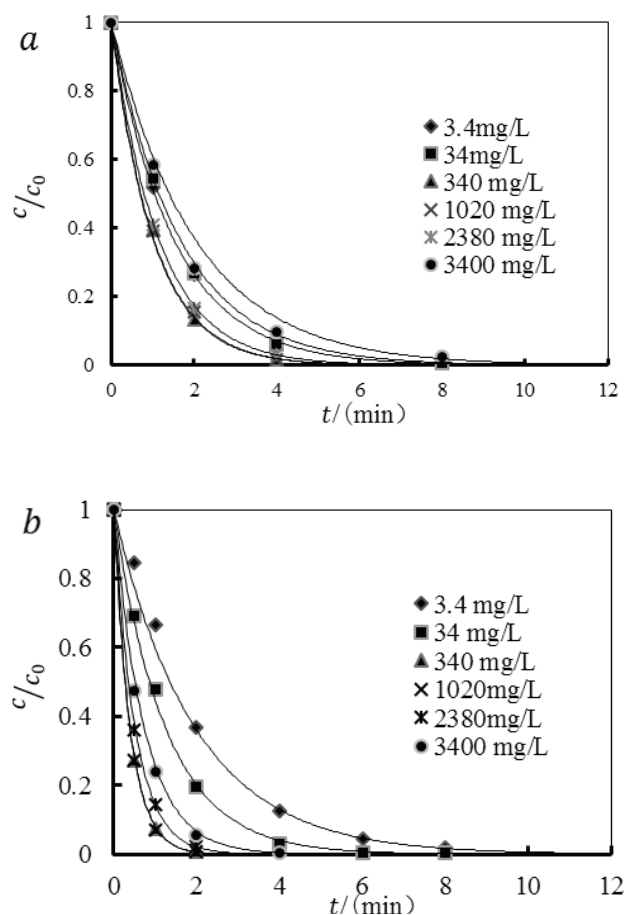 a
1
0.8
0.6
0.4
0.2
0
c/c0
3.4mg/L
34mg/L
340 mg/L
1020 mg/L
2380 mg/L
3400 mg/L
0 2 4 6 8 10 12
t/(min)
b
1
0.8
0.6
0.4
0.2
0
c/c0
3.4 mg/L
34 mg/L
340 mg/L
1020mg/L
2380mg/L
3400 mg/L
0 2 4 6 8 10 12
t/(min)